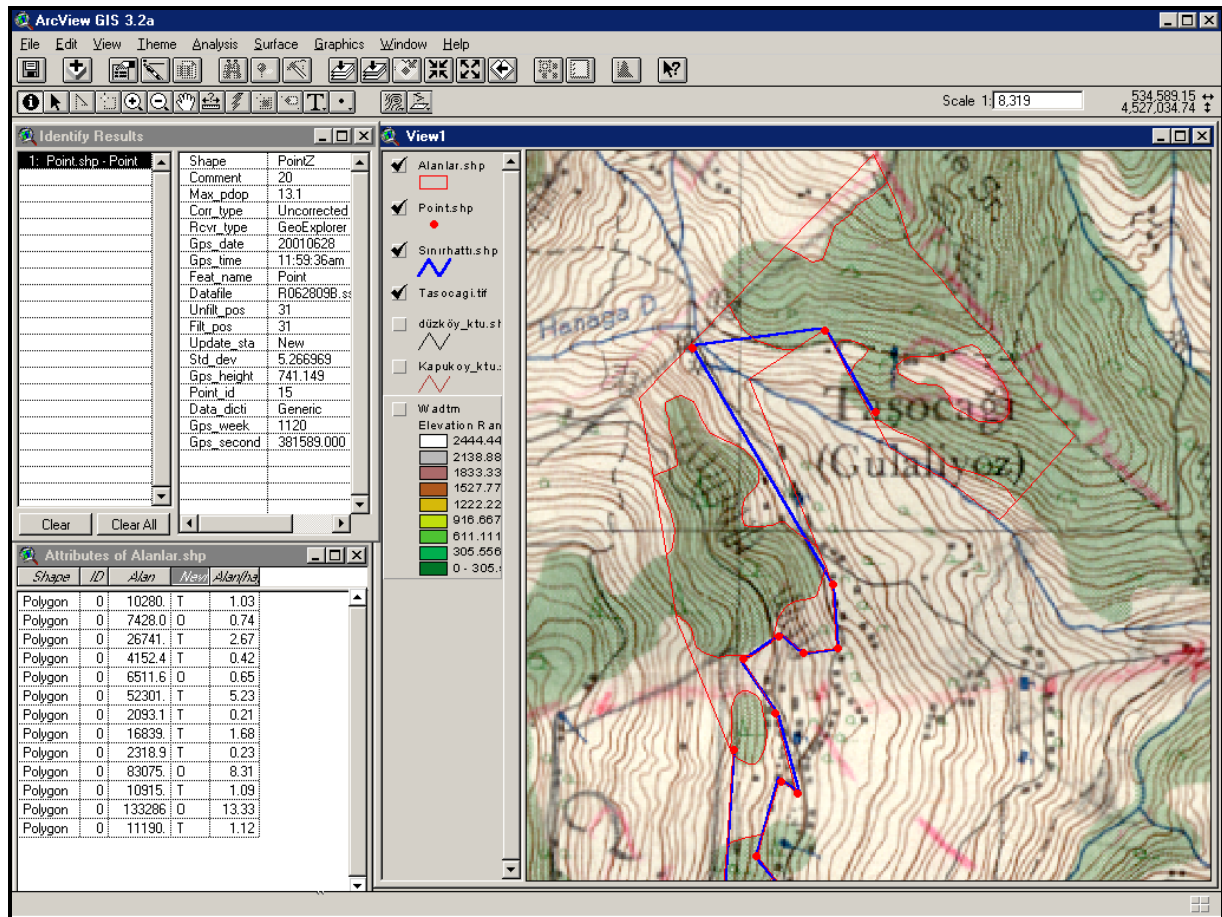 ArcView GIS 3.2a
File Edit View Theme Analysis Surface Graphics Window Help
Scale 1: 8,319
534,589.15
4,527,034.74
Identify Results
1: Point.shp - Point
Shape PointZ
Comment 20
Max_pdop 13.1
Corr_type Uncorrected
Rcvr_type GeoExplorer
Gps_date 20010628
Gps_time 11:59:36am
Feat_name Point
Datafile R062809B.s
Unfilt_pos 31
Filt_pos 31
Update_sta New
Std_dev 5.266969
Gps_height 741.149
Point_id 15
Data_dicti Generic
Gps_week 1120
Gps_second 381589.000
Clear Clear All
Attributes of Alanlar.shp
Shape ID Alan Nevi Alan(ha
Polygon 0 10280. T 1.03
Polygon 0 7428.0 O 0.74
Polygon 0 26741. T 2.67
Polygon 0 4152.4 T 0.42
Polygon 0 6511.6 O 0.65
Polygon 0 52301. T 5.23
Polygon 0 2093.1 T 0.21
Polygon 0 16839. T 1.68
Polygon 0 2318.9 T 0.23
Polygon 0 83075. O 8.31
Polygon 0 10915. T 1.09
Polygon 0 133286 O 13.33
Polygon 0 11190. T 1.12
View1
Alanlar.shp
Point.shp
Sınırhattı.shp
Tasocagi.tif
düzköy_ktu.sh
Kapukoy_ktu.
Wadtm
Elevation Ran
2444.44
2138.88
1833.33
1527.77
1222.22
916.667
611.111
305.556
0 - 305.
Hanaga D.
Taşocağı
(Gulaliyoz)